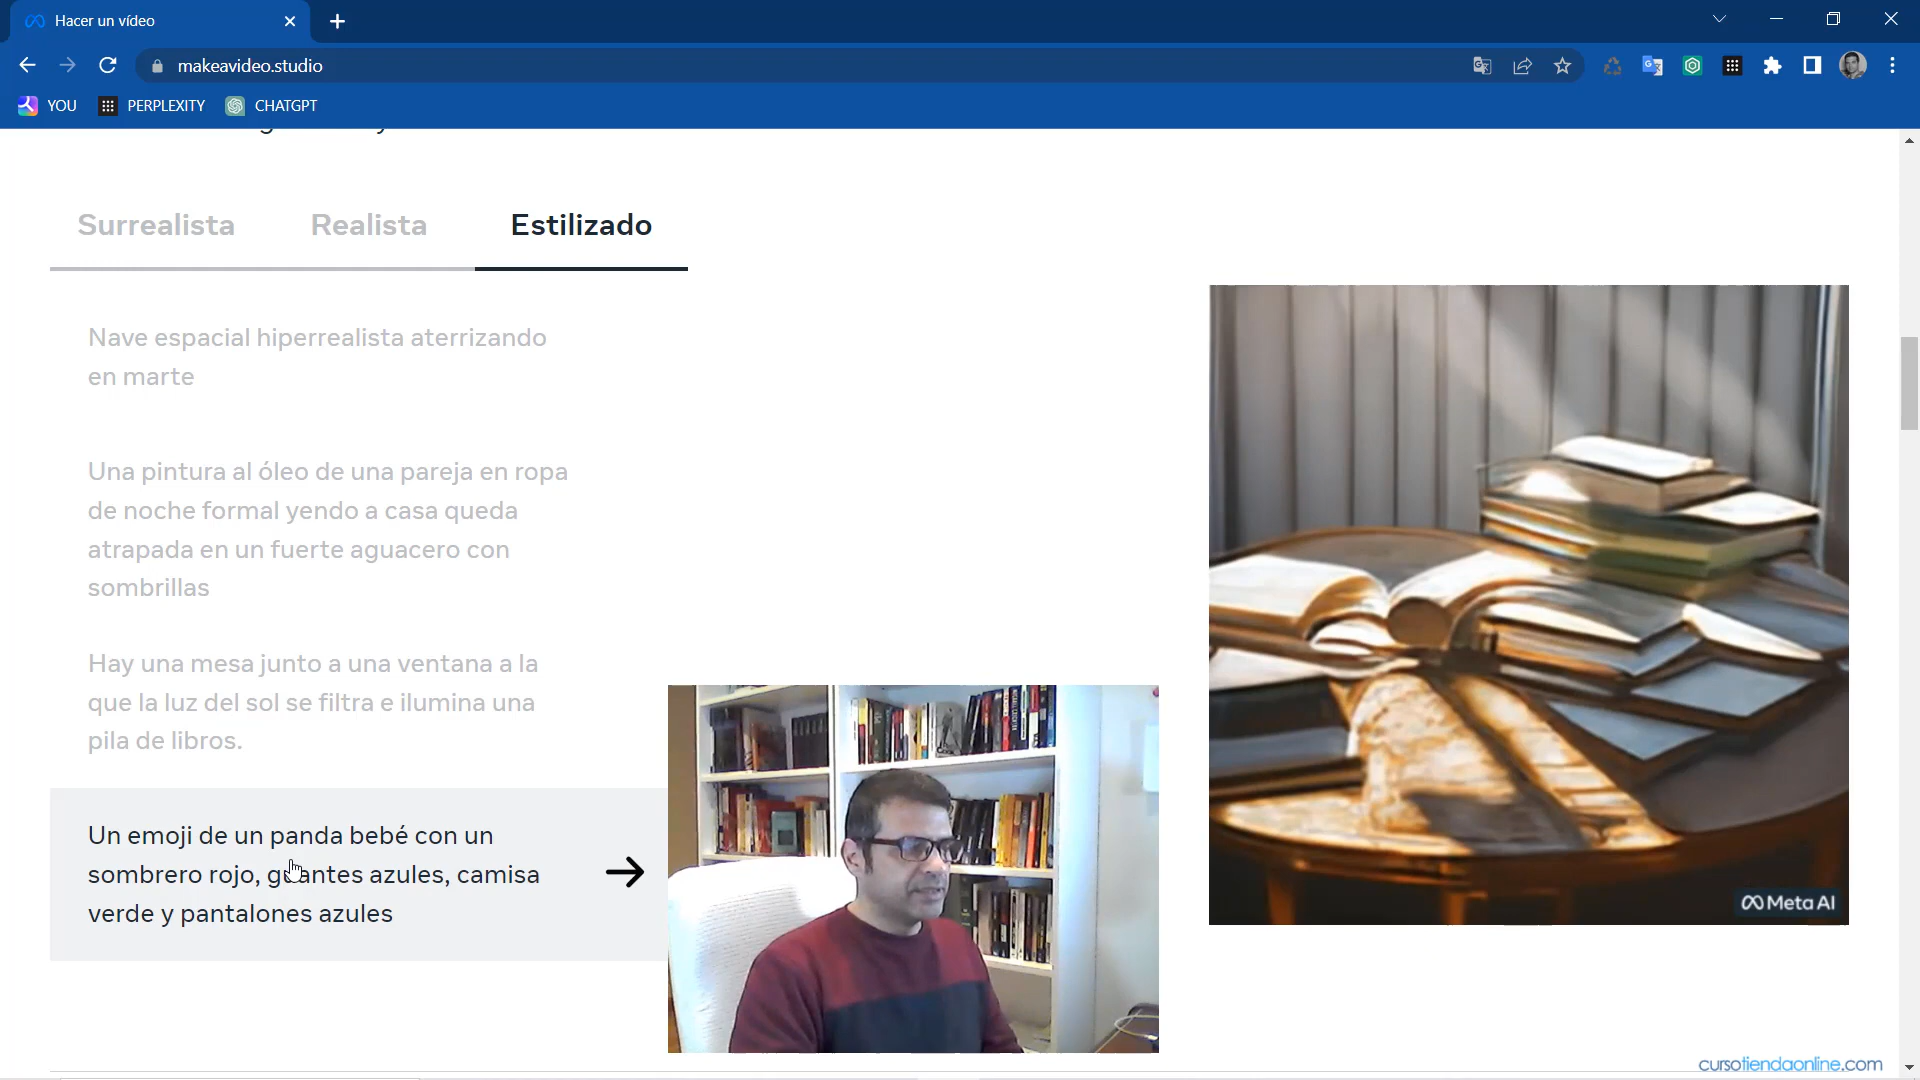 Hacer un vídeo
makeavideo.studio
YOU
PERPLEXITY
CHATGPT
Surrealista
Realista
Estilizado
Nave espacial hiperrealista aterrizando
en marte
Una pintura al óleo de una pareja en ropa
de noche formal yendo a casa queda
atrapada en un fuerte aguacero con
sombrillas
Hay una mesa junto a una ventana a la
que la luz del sol se filtra e ilumina una
pila de libros.
Un emoji de un panda bebé con un
sombrero rojo, guantes azules, camisa
verde y pantalones azules
Meta AI
cursotiendaonline.com